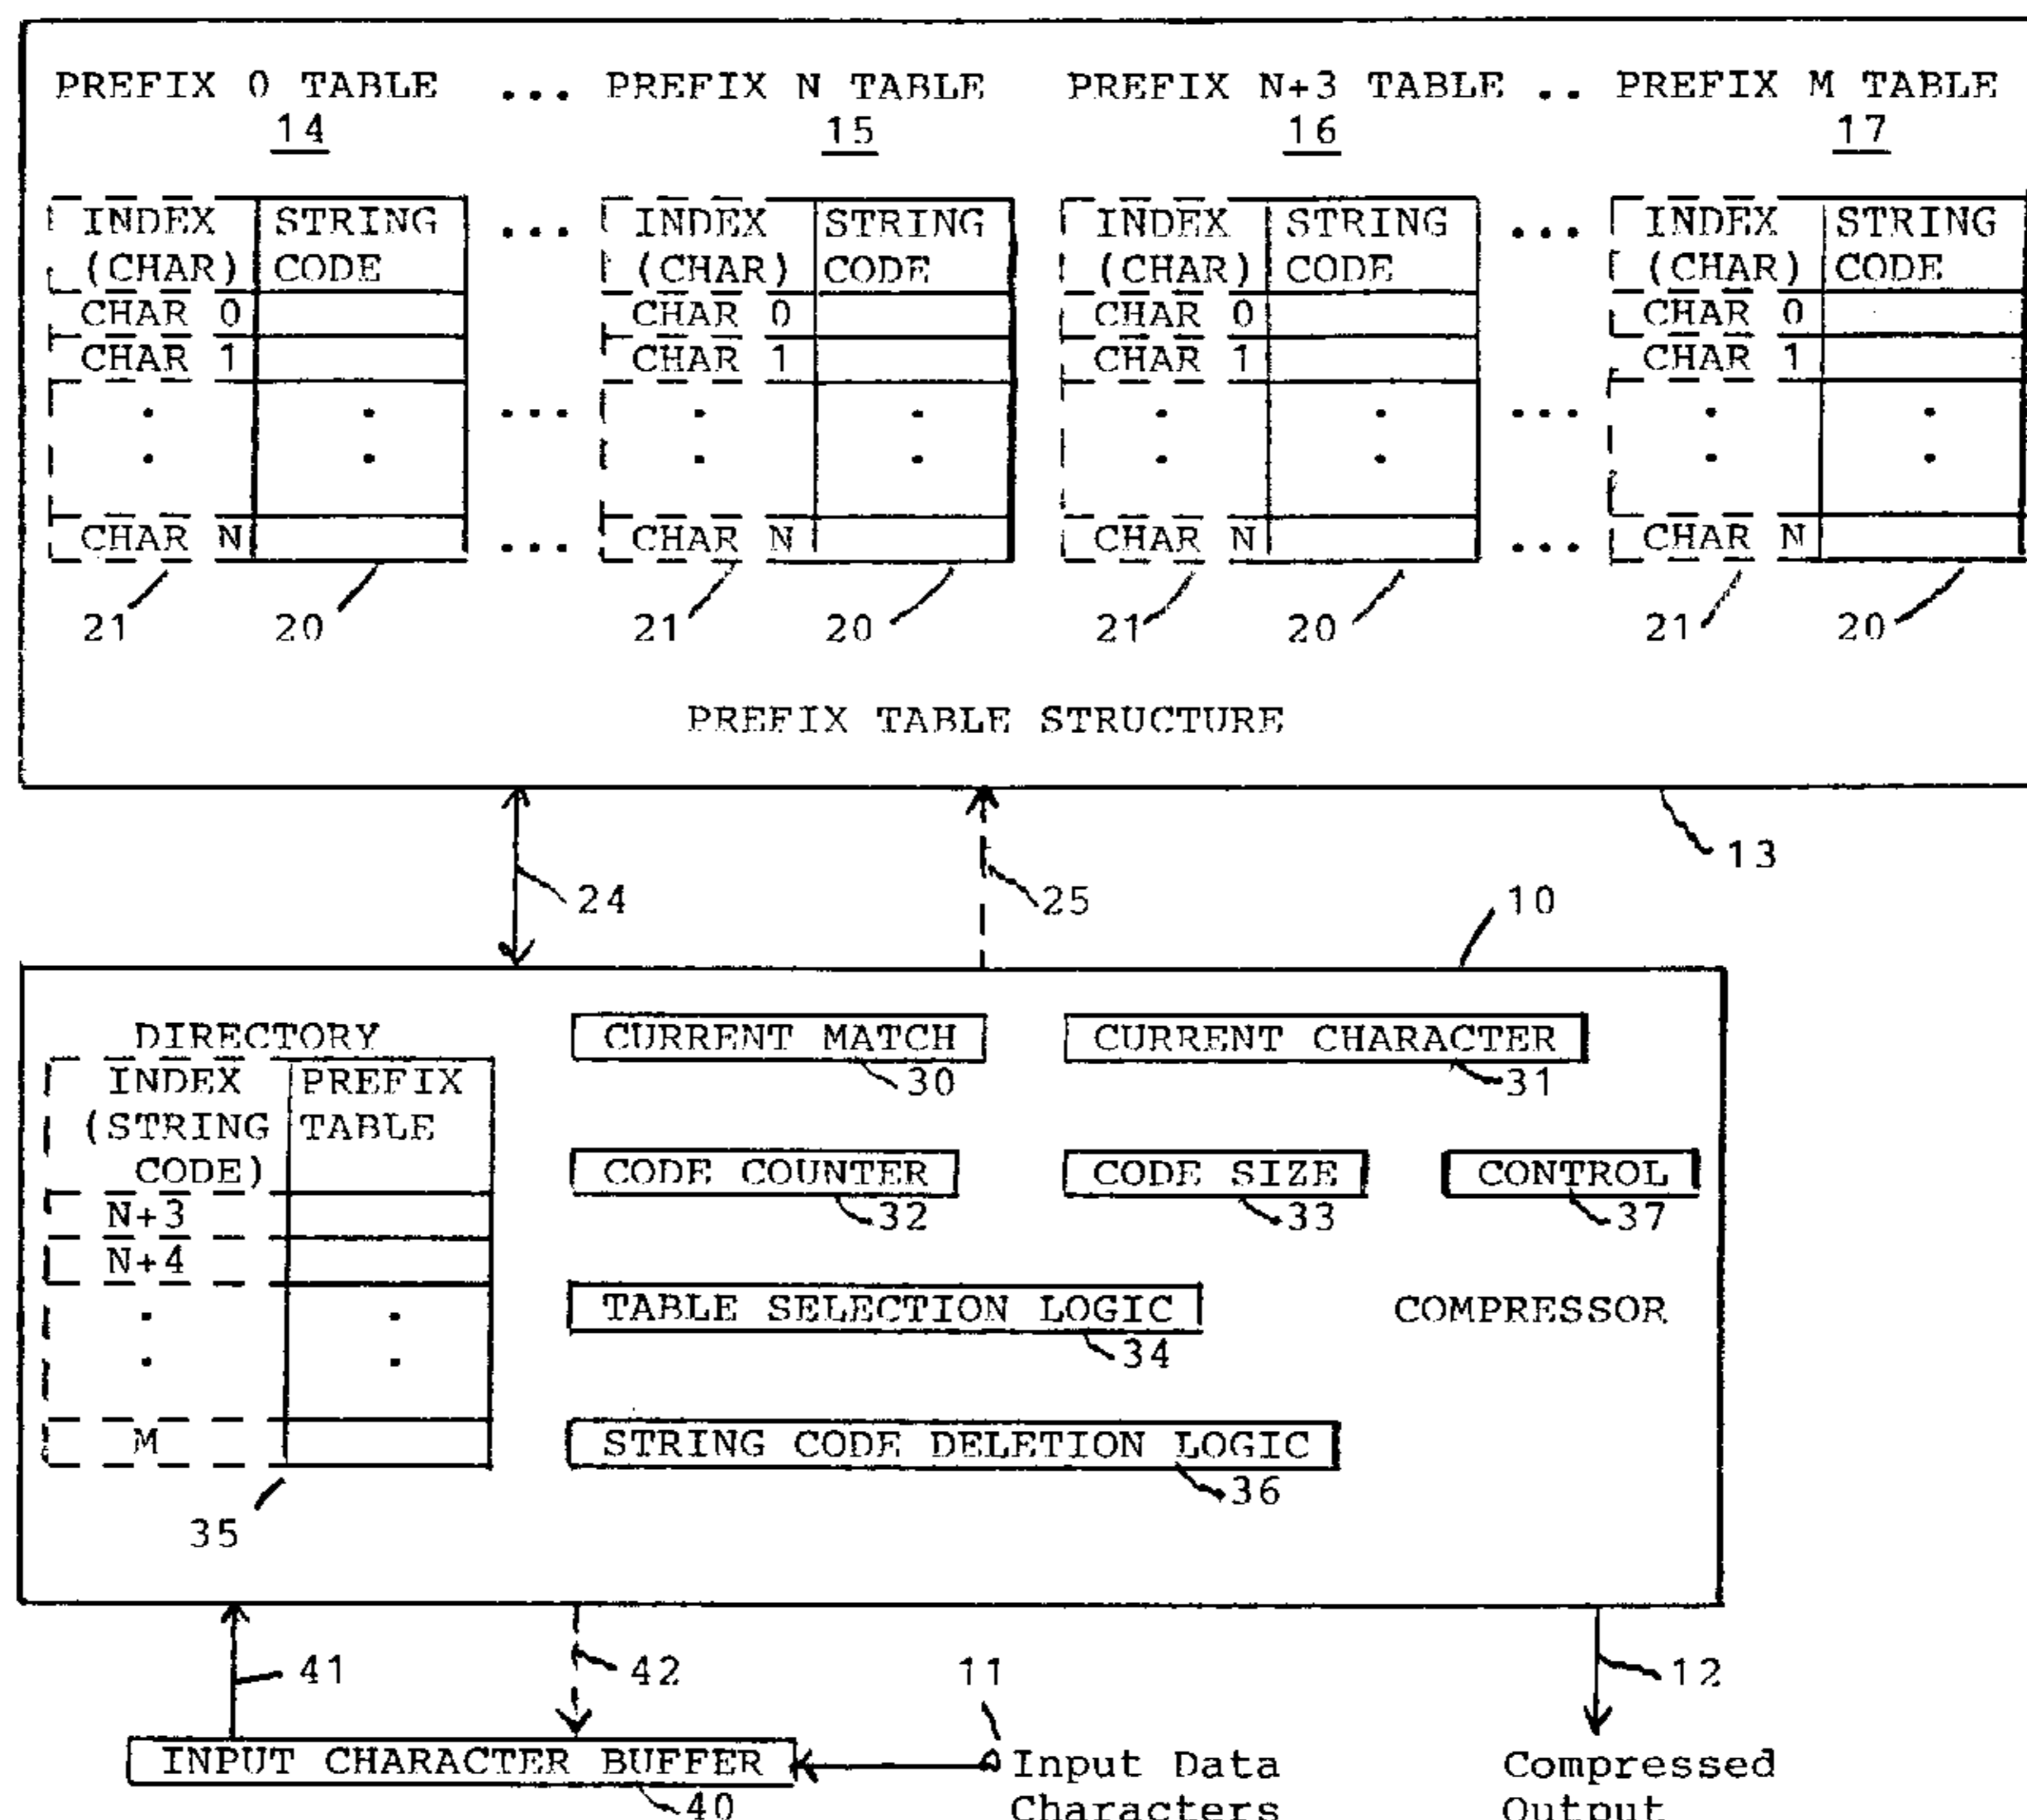 PREFIX 0 TABLE ... PREFIX N TABLE PREFIX N+3 TABLE .. PREFIX M TABLE
14 15 16 17
INDEX STRING ... INDEX STRING INDEX STRING ... INDEX STRING
(CHAR) CODE (CHAR) CODE (CHAR) CODE (CHAR) CODE
CHAR 0 CHAR 0 CHAR 0 CHAR 0
CHAR 1 CHAR 1 CHAR 1 CHAR 1
. . ... . . . . ... . .
. . . . . . . .
CHAR N ... CHAR N CHAR N ... CHAR N
21 20 21 20 21 20 21 20
PREFIX TABLE STRUCTURE
13
24 25 10
DIRECTORY CURRENT MATCH CURRENT CHARACTER
INDEX PREFIX 30 31
(STRING TABLE
CODE) CODE COUNTER CODE SIZE CONTROL
N+3 32 33 37
N+4
. . TABLE SELECTION LOGIC COMPRESSOR
. . 34
M STRING CODE DELETION LOGIC
36
35
41 42 11 12
INPUT CHARACTER BUFFER Input Data Compressed
40 Characters Output